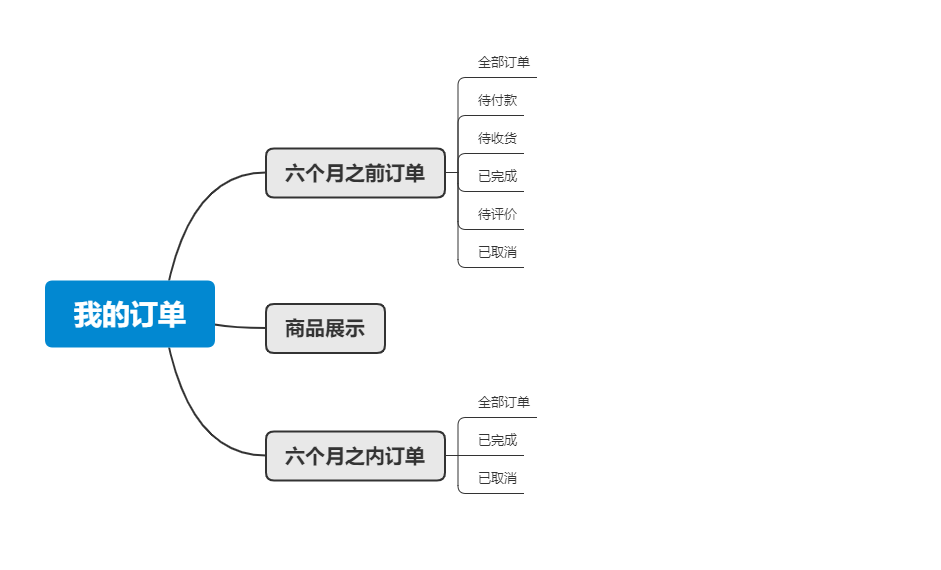 我的订单
六个月之前订单
全部订单
待付款
待收货
已完成
待评价
已取消
商品展示
六个月之内订单
全部订单
已完成
已取消